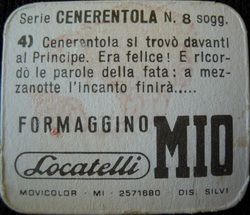 Serie CENERENTOLA N. 8 sogg.
4) Cenerentola si trovò davanti
al Principe. Era felice! E ricor-
dò le parole della fata: a mez-
zanotte l'incanto finirà.....
FORMAGGINO MIO
Locatelli
MOVICOLOR - MI - 2571680 DIS. SILVI